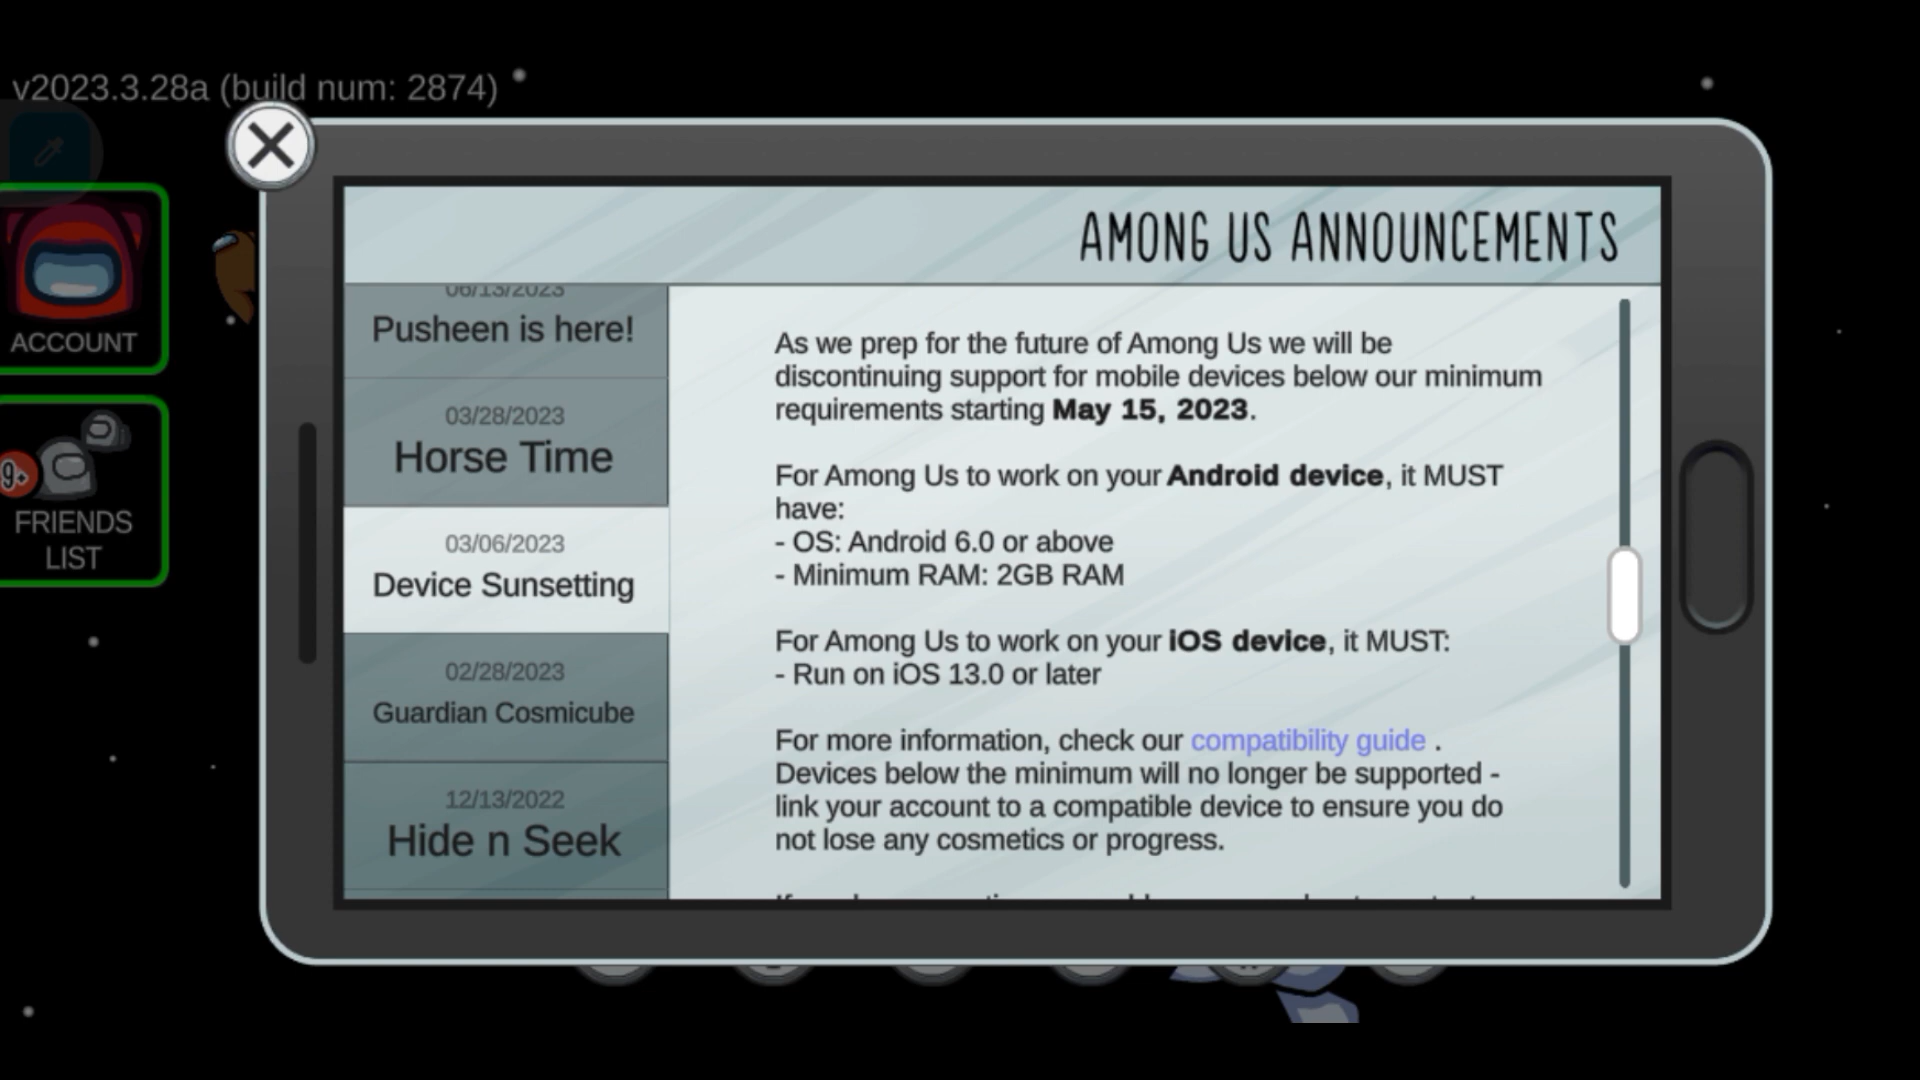 v2023.3.28a (build num: 2874)
ACCOUNT
9+
FRIENDS
LIST
AMONG US ANNOUNCEMENTS
06/13/2023
Pusheen is here!
03/28/2023
Horse Time
03/06/2023
Device Sunsetting
02/28/2023
Guardian Cosmicube
12/13/2022
Hide n Seek
As we prep for the future of Among Us we will be
discontinuing support for mobile devices below our minimum
requirements starting May 15, 2023.
For Among Us to work on your Android device, it MUST
have:
- OS: Android 6.0 or above
- Minimum RAM: 2GB RAM
For Among Us to work on your iOS device, it MUST:
- Run on iOS 13.0 or later
For more information, check our compatibility guide .
Devices below the minimum will no longer be supported -
link your account to a compatible device to ensure you do
not lose any cosmetics or progress.